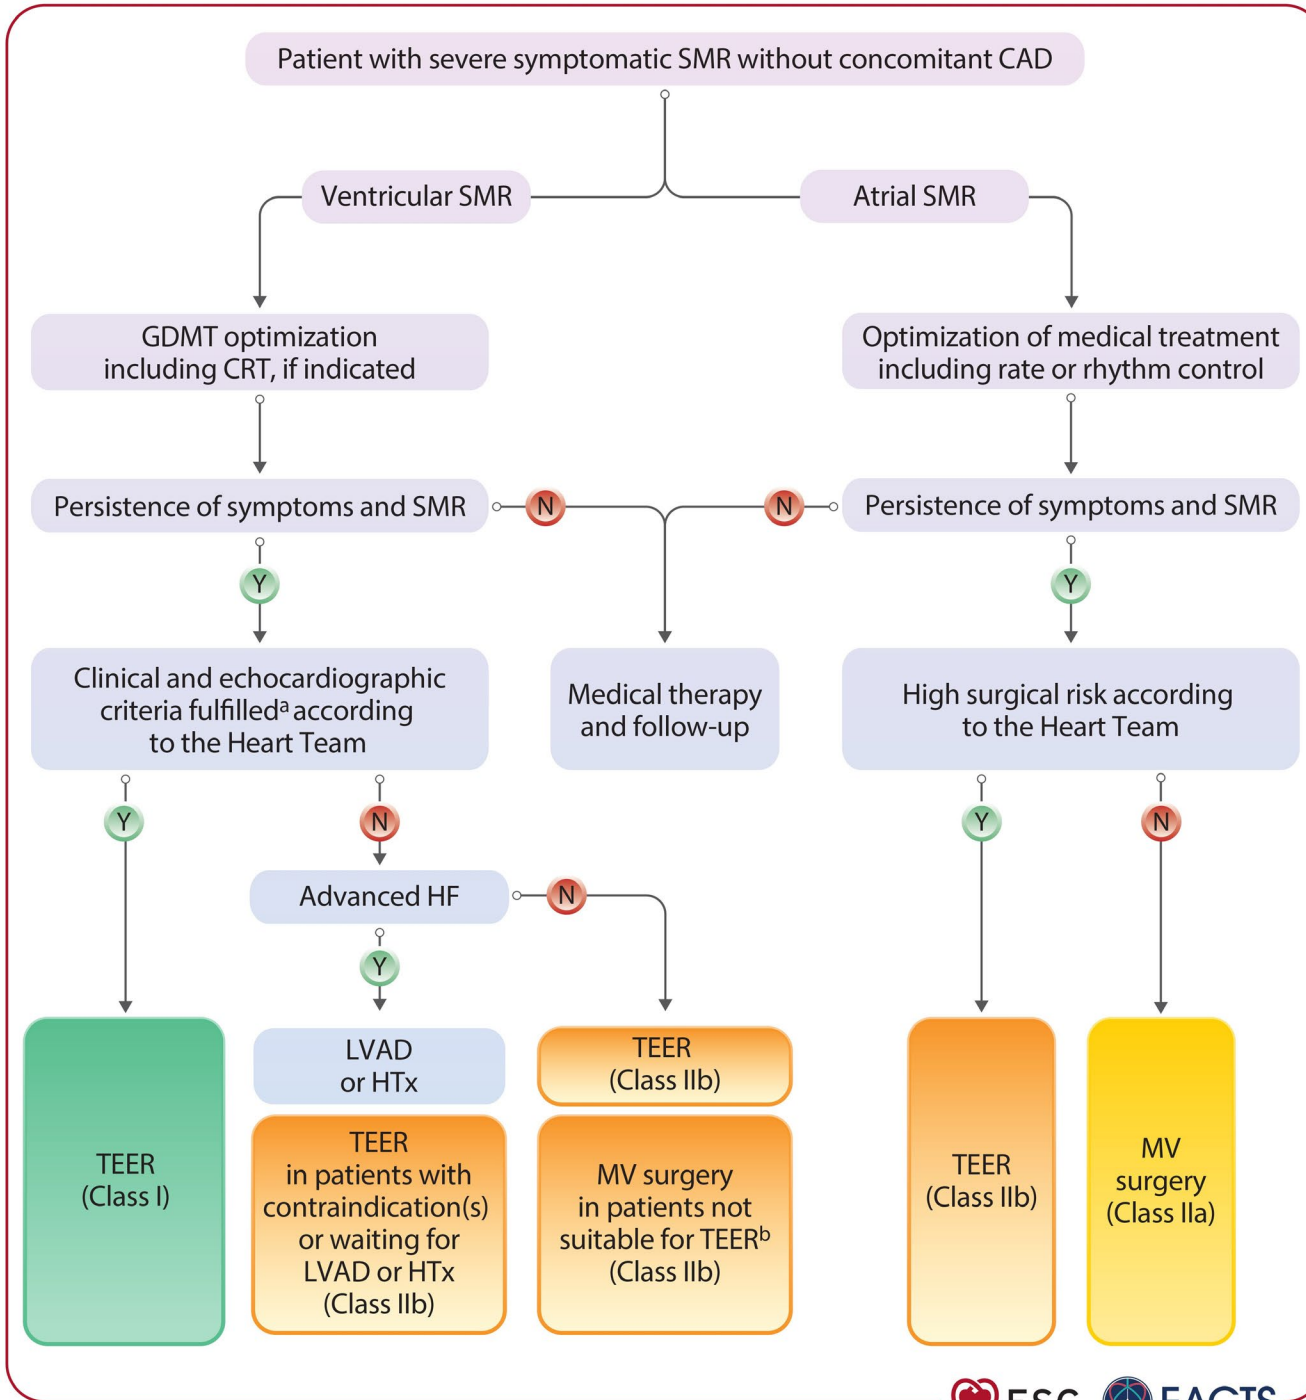 Patient with severe symptomatic SMR without concomitant CAD
Ventricular SMR
Atrial SMR
GDMT optimization
including CRT, if indicated
Optimization of medical treatment
including rate or rhythm control
Persistence of symptoms and SMR
N
N
Persistence of symptoms and SMR
Y
Y
Clinical and echocardiographic
criteria fulfilledᵃ according
to the Heart Team
Medical therapy
and follow-up
High surgical risk according
to the Heart Team
Y
N
Y
N
Advanced HF
N
Y
LVAD
or HTx
TEER
(Class IIb)
TEER
(Class I)
TEER
in patients with
contraindication(s)
or waiting for
LVAD or HTx
(Class IIb)
MV surgery
in patients not
suitable for TEERᵇ
(Class IIb)
TEER
(Class IIb)
MV
surgery
(Class IIa)
ESC
EACTS